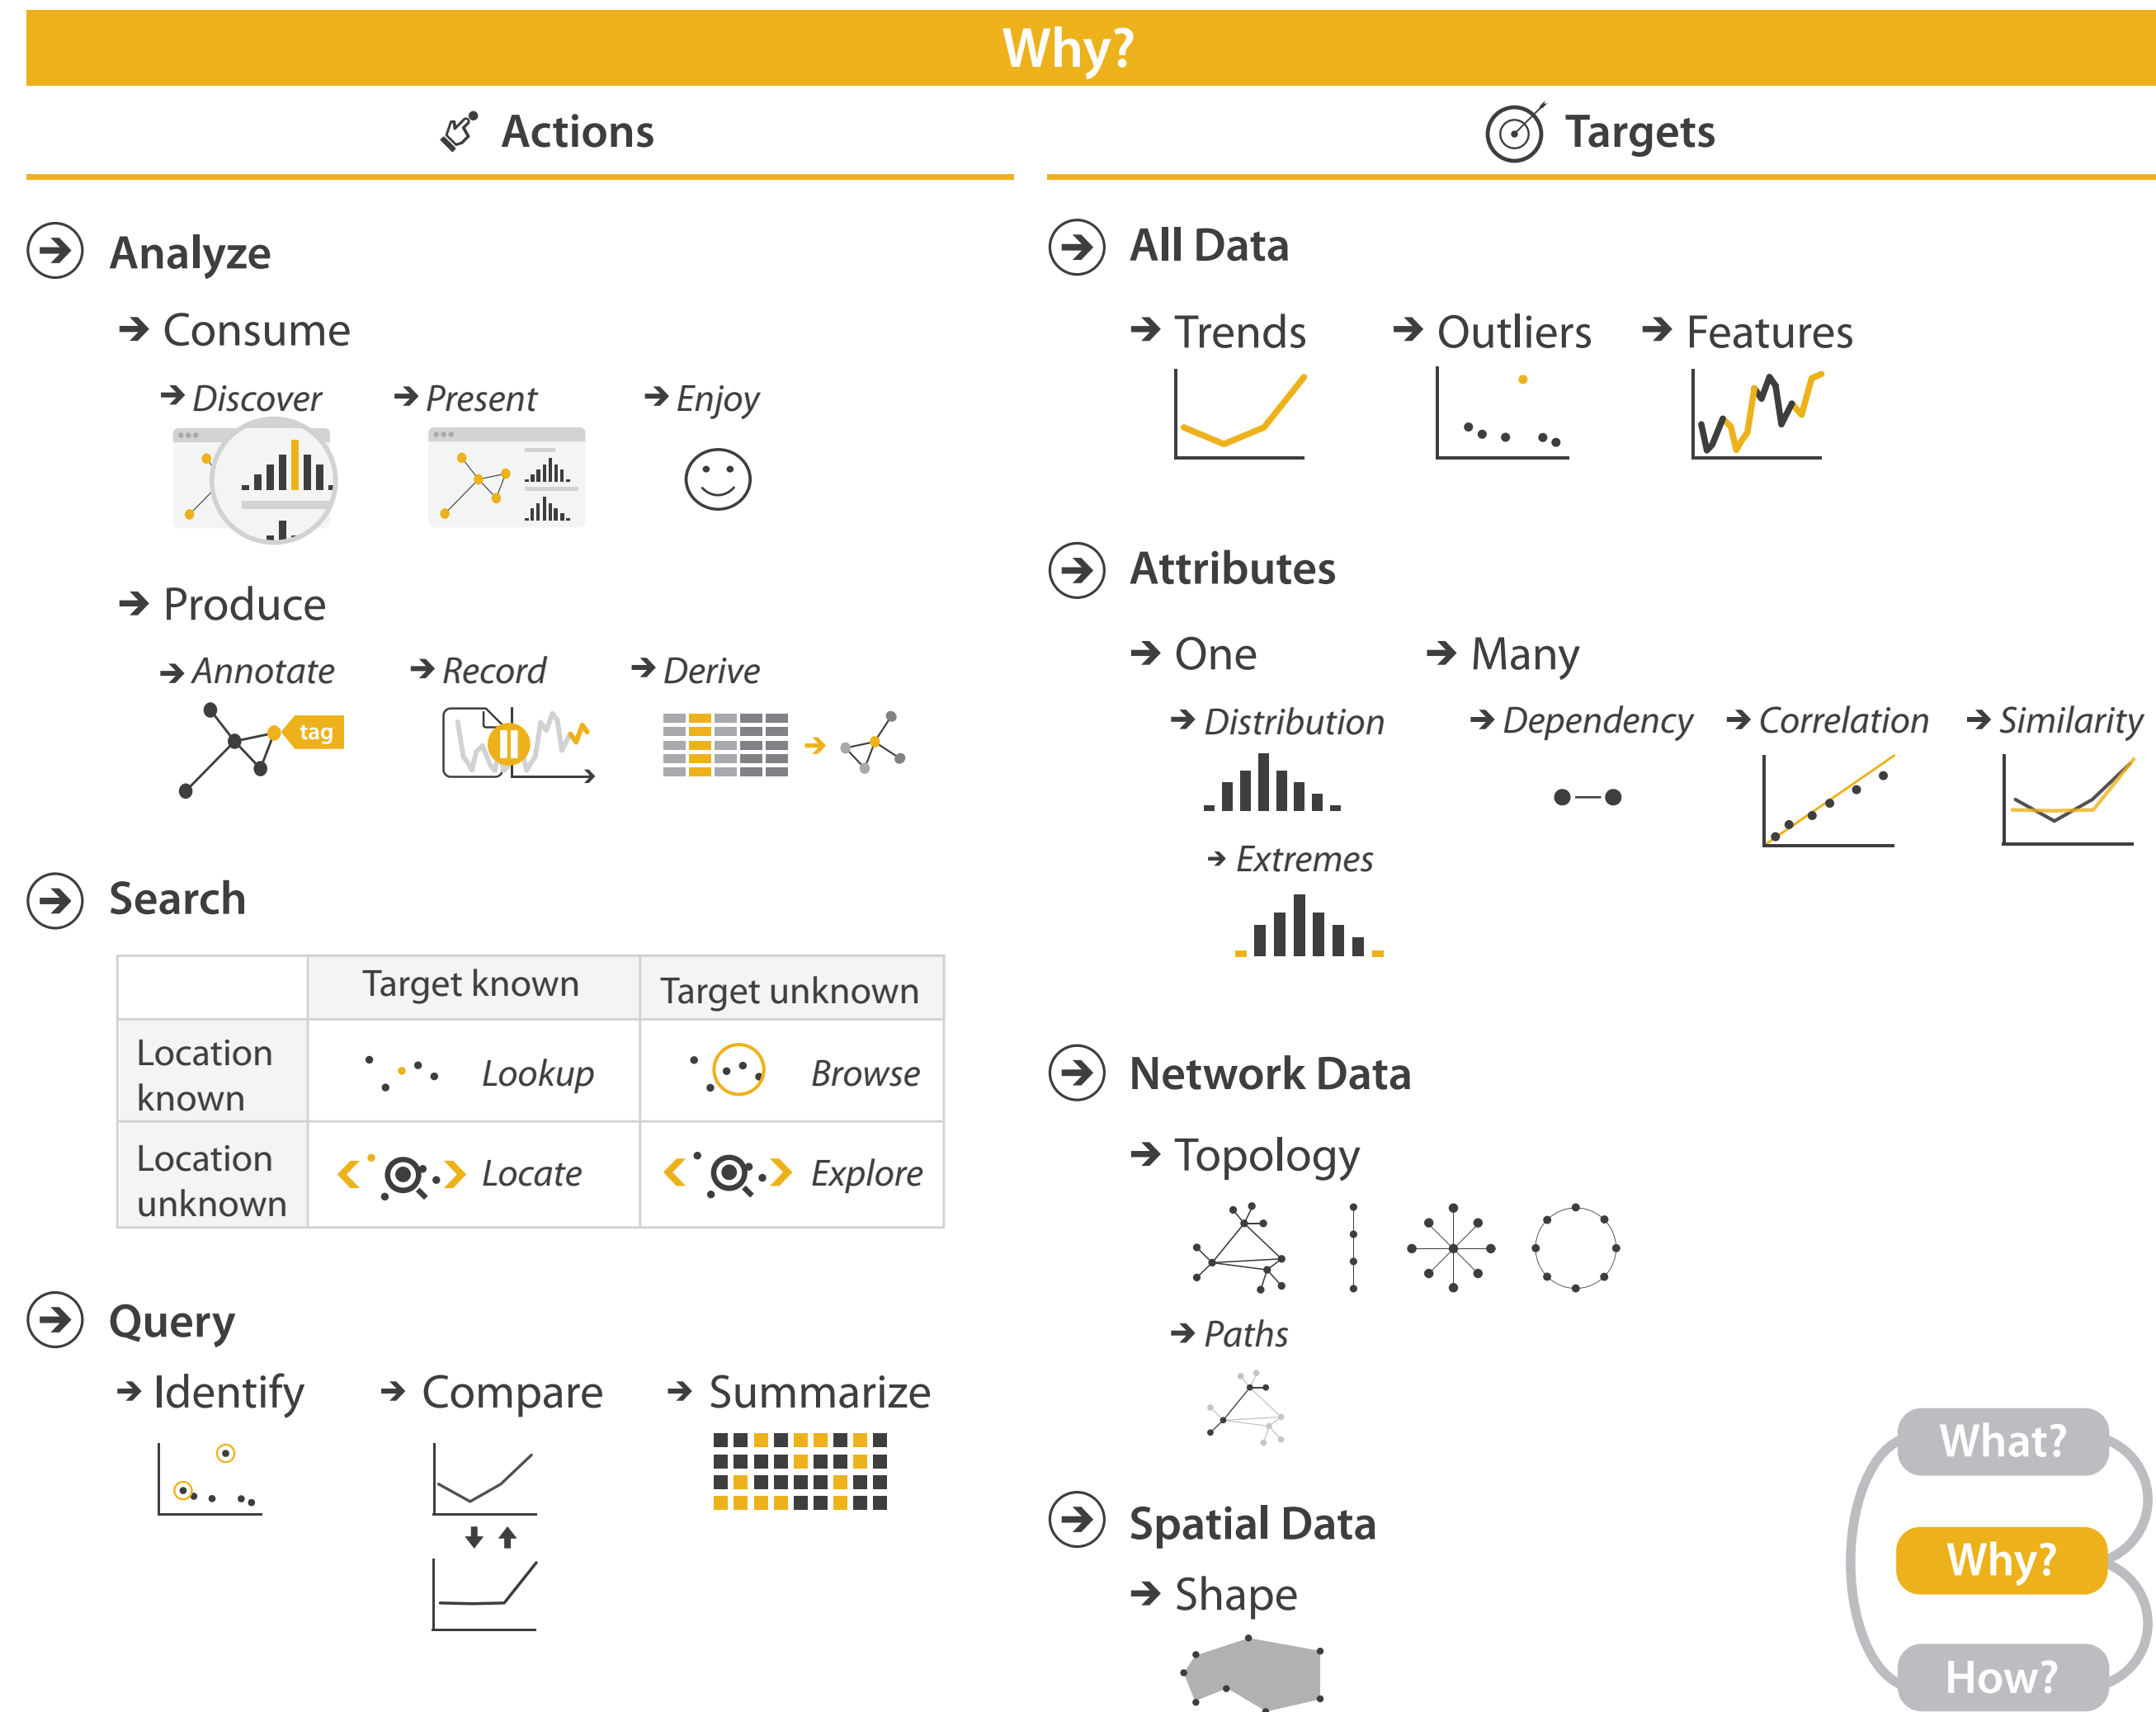 Why?
Actions
Analyze
Consume
Discover
Present
Enjoy
Produce
Annotate
Record
Derive
tag
Search
Target known
Target unknown
Location
known
Lookup
Browse
Location
unknown
Locate
Explore
Query
Identify
Compare
Summarize
Targets
All Data
Trends
Outliers
Features
Attributes
One
Many
Distribution
Dependency
Correlation
Similarity
Extremes
Network Data
Topology
Paths
Spatial Data
Shape
What?
Why?
How?